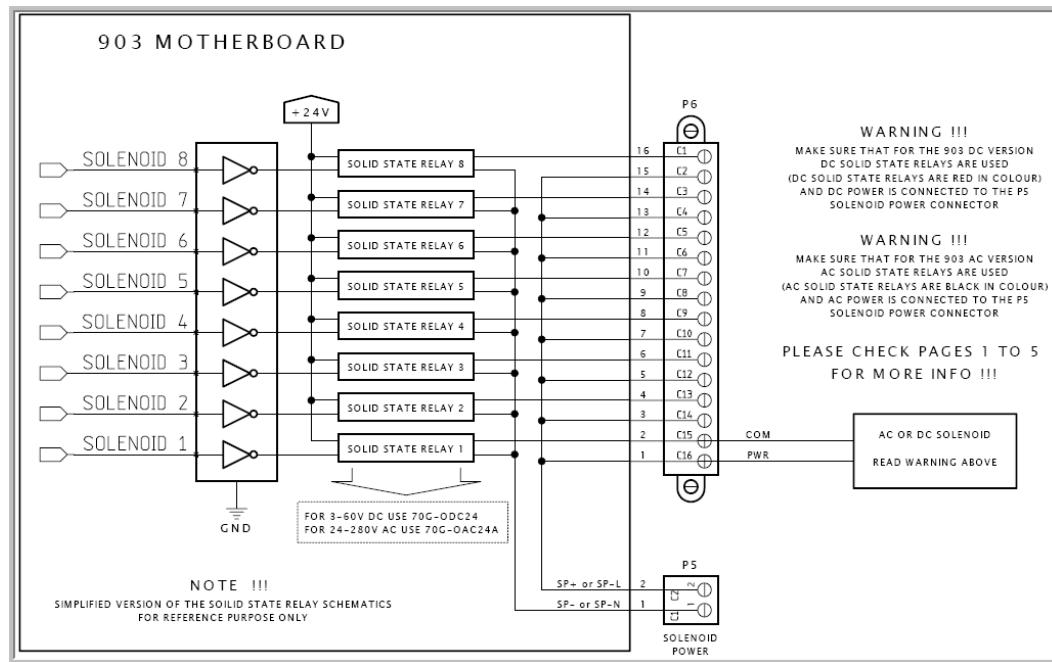 903 MOTHERBOARD
+24V
SOLENOID 8
SOLENOID 7
SOLENOID 6
SOLENOID 5
SOLENOID 4
SOLENOID 3
SOLENOID 2
SOLENOID 1
GND
SOLID STATE RELAY 8
SOLID STATE RELAY 7
SOLID STATE RELAY 6
SOLID STATE RELAY 5
SOLID STATE RELAY 4
SOLID STATE RELAY 3
SOLID STATE RELAY 2
SOLID STATE RELAY 1
FOR 3-60V DC USE 70G-ODC24
FOR 24-280V AC USE 70G-OAC24A
NOTE !!!
SIMPLIFIED VERSION OF THE SOILID STATE RELAY SCHEMATICS
FOR REFERENCE PURPOSE ONLY
P6
16 C1
15 C2
14 C3
13 C4
12 C5
11 C6
10 C7
9 C8
8 C9
7 C10
6 C11
5 C12
4 C13
3 C14
2 C15 COM
1 C16 PWR
P5
SP+ or SP-L 2 C2 2
SP- or SP-N 1 C1 1
SOLENOID
POWER
WARNING !!!
MAKE SURE THAT FOR THE 903 DC VERSION
DC SOLID STATE RELAYS ARE USED
(DC SOLID STATE RELAYS ARE RED IN COLOUR)
AND DC POWER IS CONNECTED TO THE P5
SOLENOID POWER CONNECTOR
WARNING !!!
MAKE SURE THAT FOR THE 903 AC VERSION
AC SOLID STATE RELAYS ARE USED
(AC SOLID STATE RELAYS ARE BLACK IN COLOUR)
AND AC POWER IS CONNECTED TO THE P5
SOLENOID POWER CONNECTOR
PLEASE CHECK PAGES 1 TO 5
FOR MORE INFO !!!
AC OR DC SOLENOID
READ WARNING ABOVE